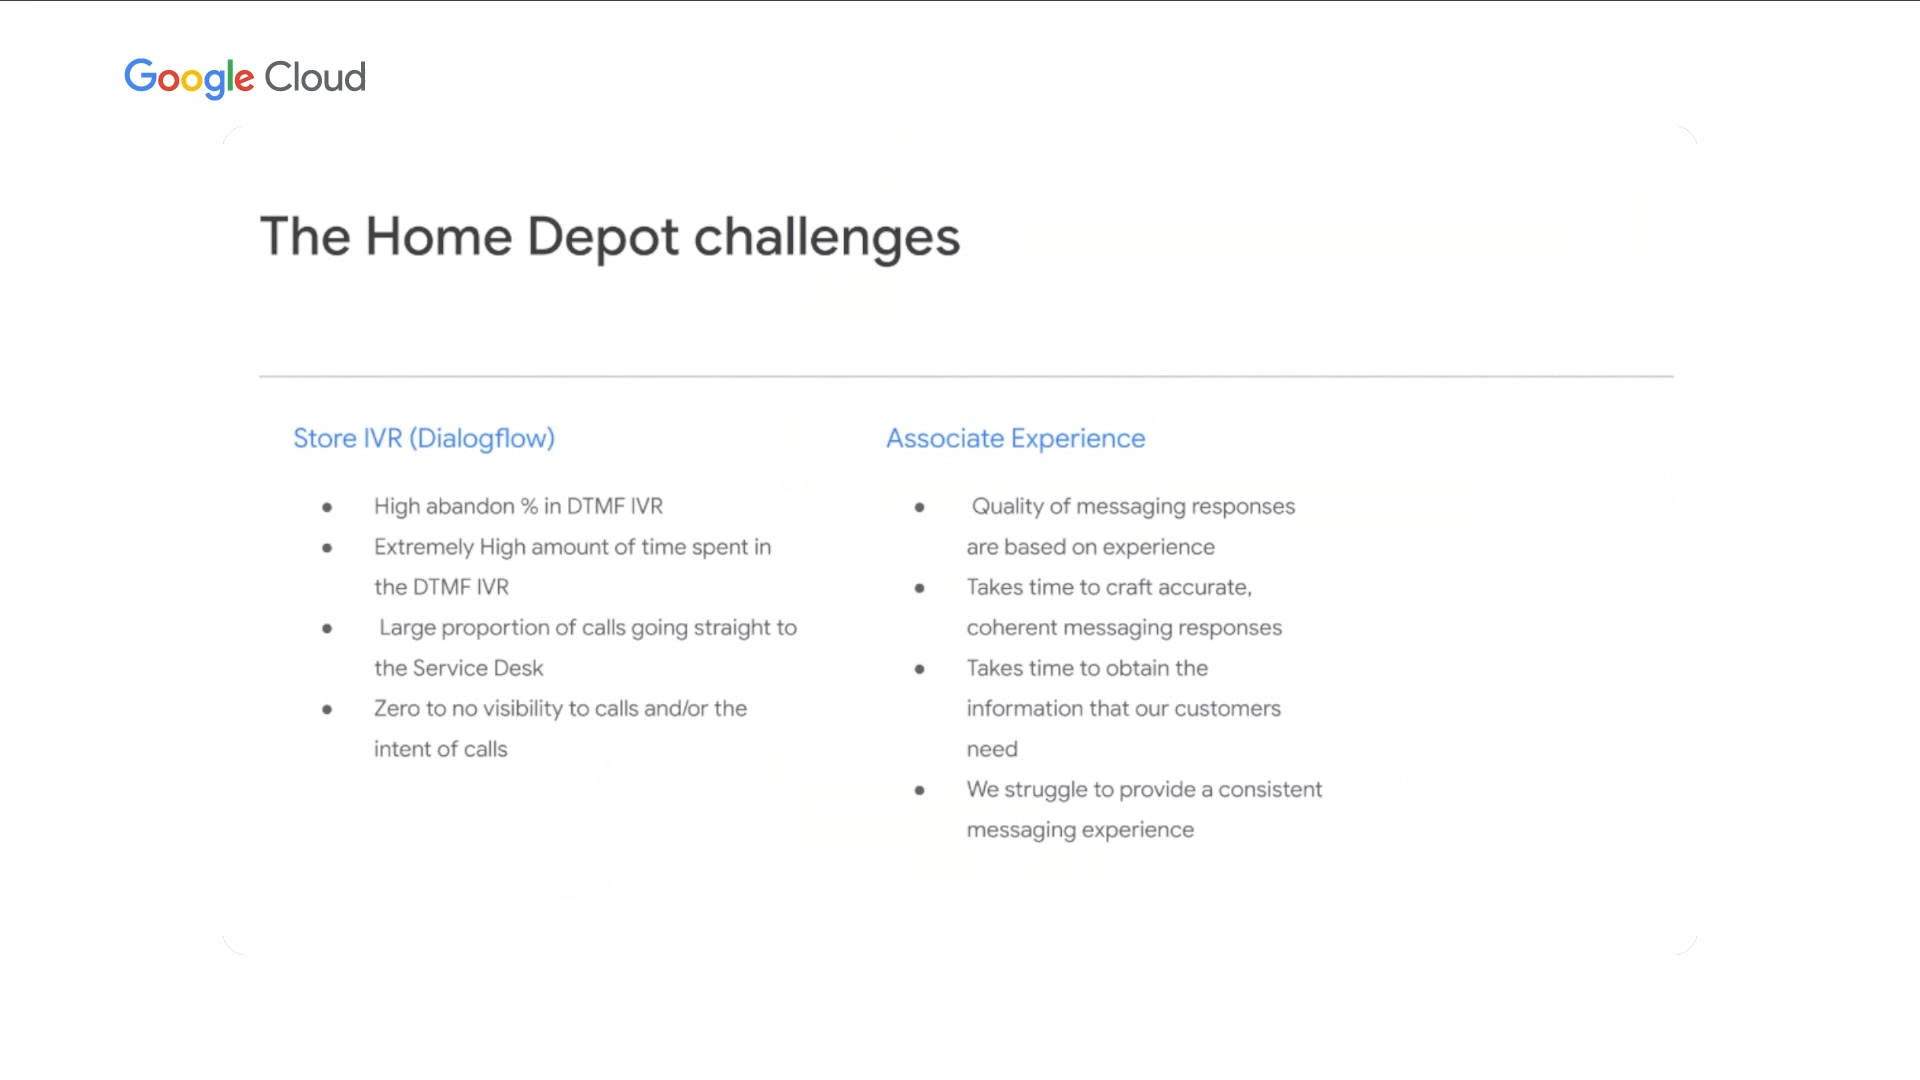 Google Cloud
The Home Depot challenges
Store IVR (Dialogflow)
● High abandon % in DTMF IVR
● Extremely High amount of time spent in
the DTMF IVR
● Large proportion of calls going straight to
the Service Desk
● Zero to no visibility to calls and/or the
intent of calls
Associate Experience
● Quality of messaging responses
are based on experience
● Takes time to craft accurate,
coherent messaging responses
● Takes time to obtain the
information that our customers
need
● We struggle to provide a consistent
messaging experience